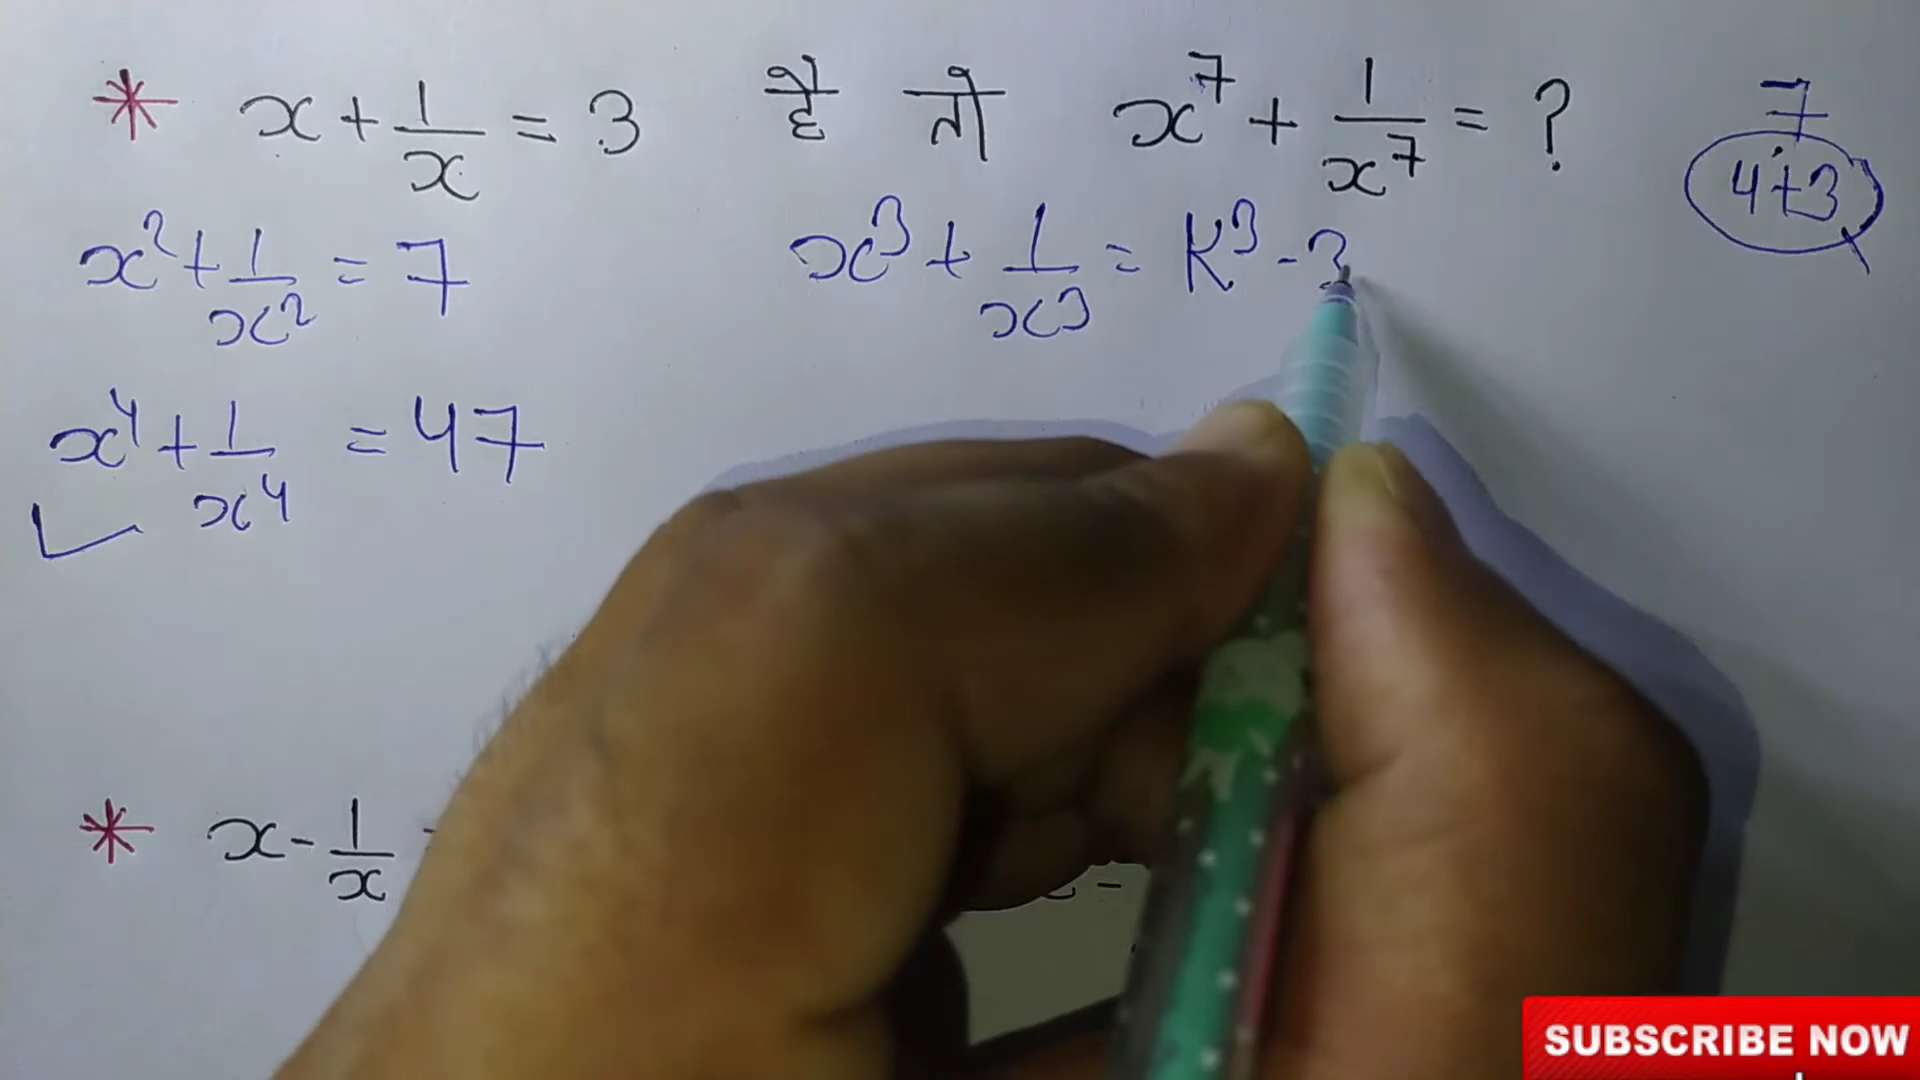 * x + 1/x = 3 है तो x⁷ + 1/x⁷ = ?
7
4+3
x² + 1/x² = 7
x³ + 1/x³ = K³ - 3
x⁴ + 1/x⁴ = 47
* x - 1/x
SUBSCRIBE NOW